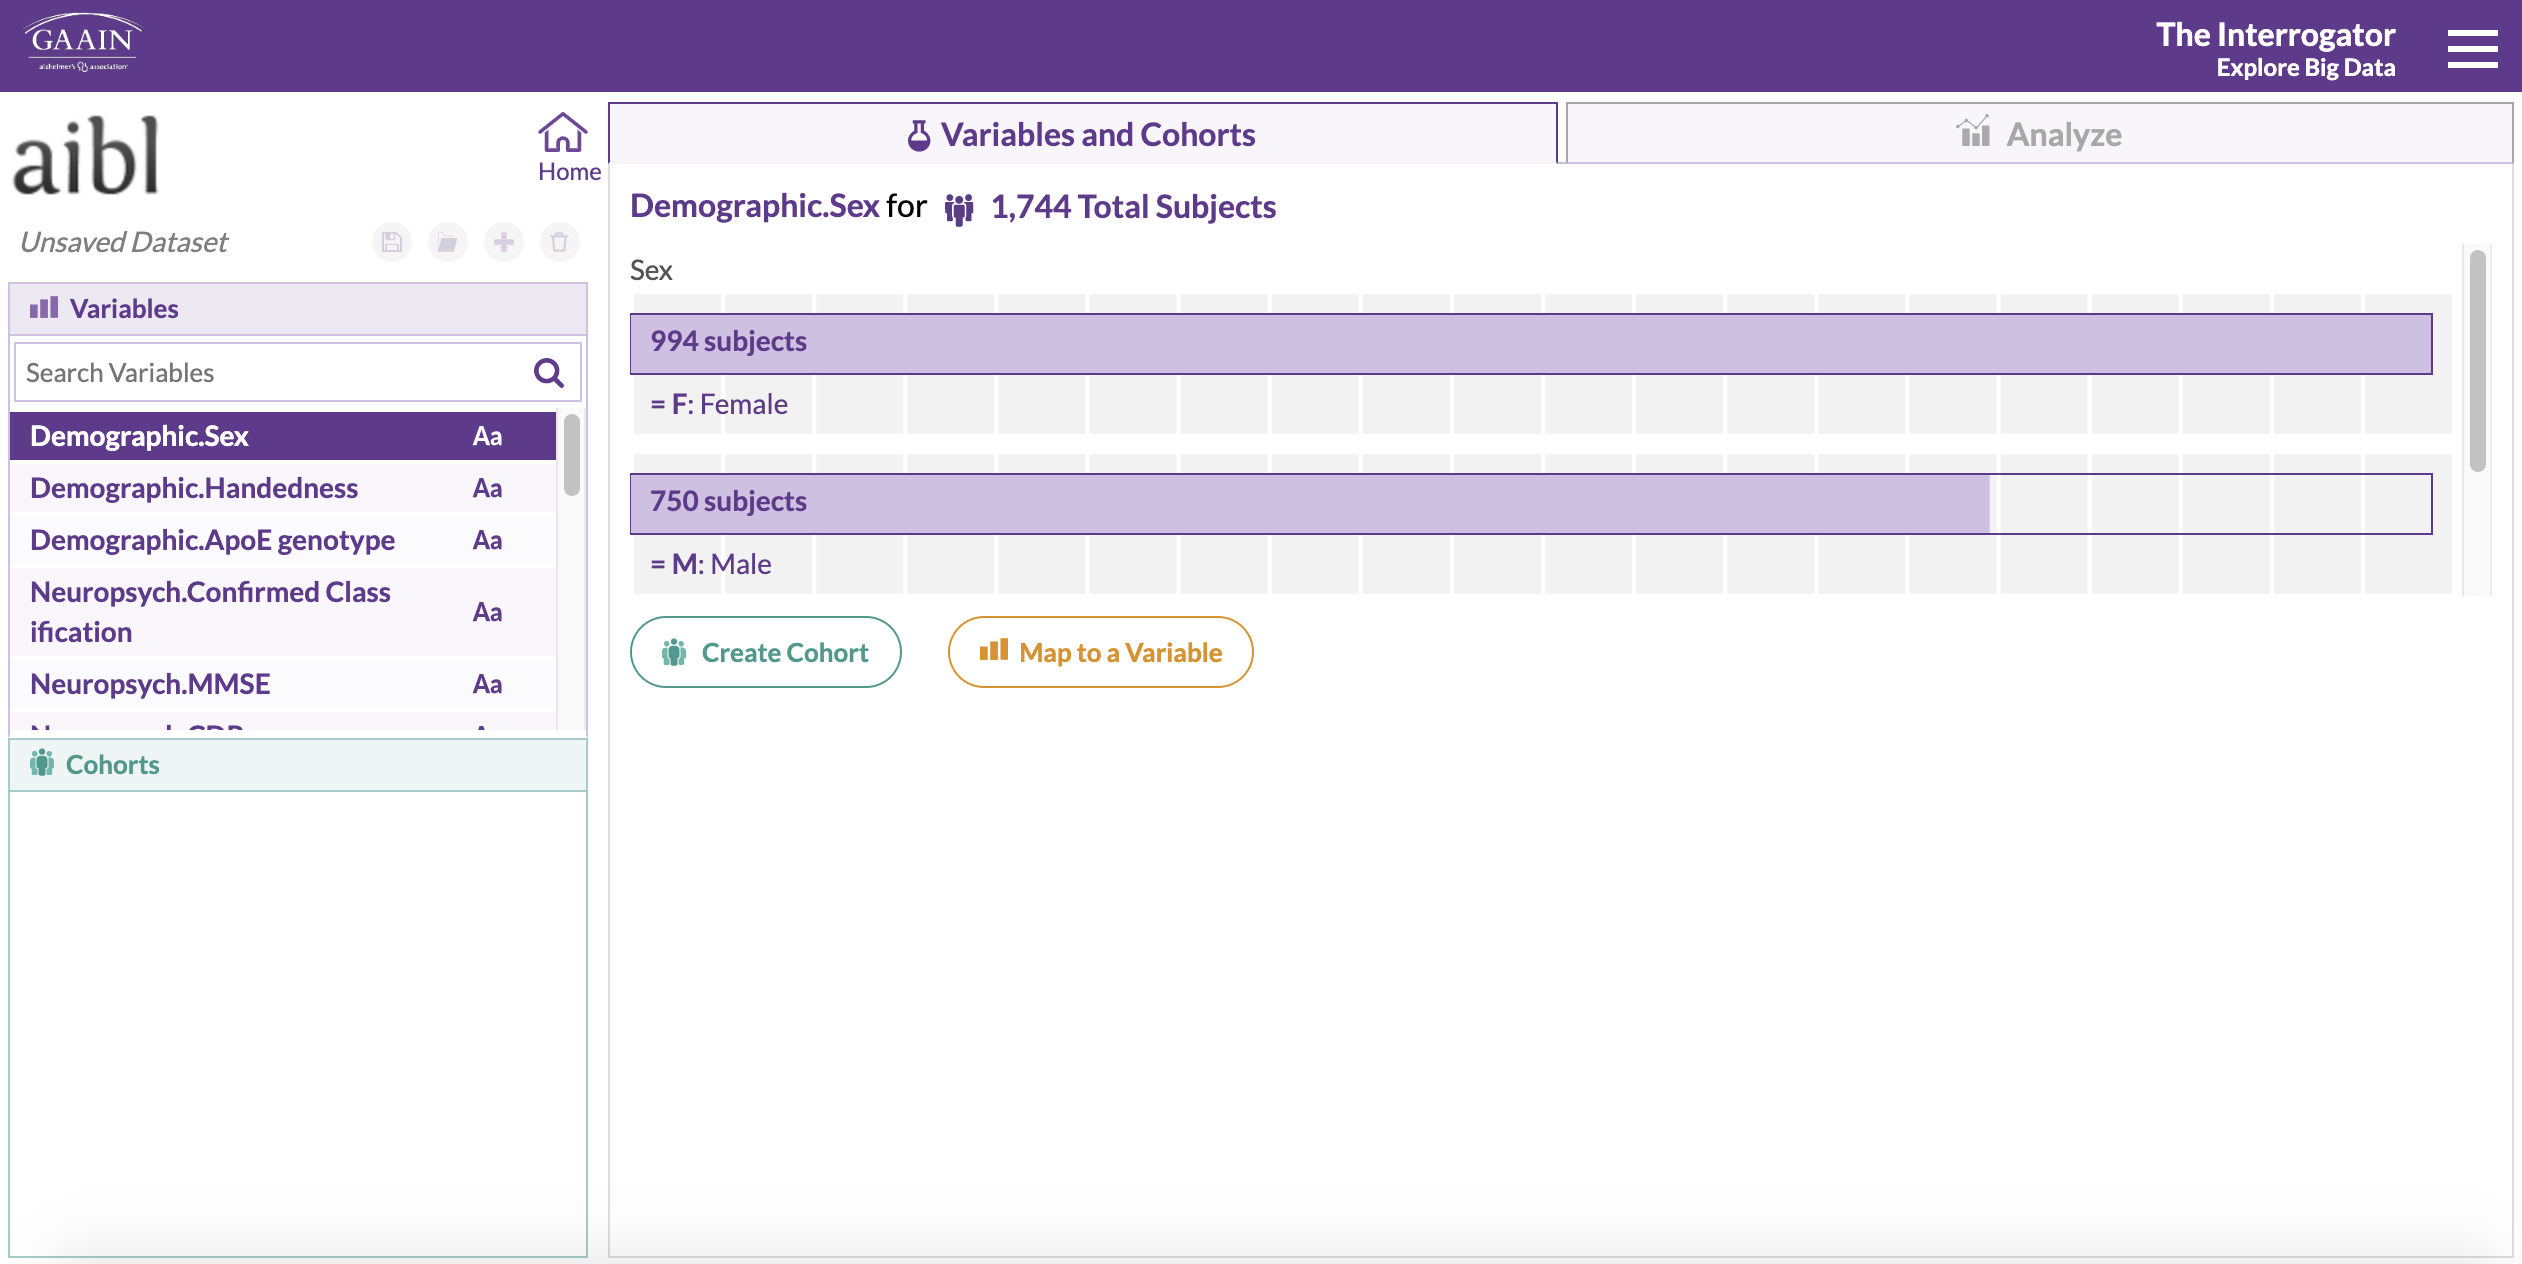 GAAIN
alzheimer's association
The Interrogator
Explore Big Data
aibl
Home
Unsaved Dataset
Variables
Search Variables
Demographic.Sex Aa
Demographic.Handedness Aa
Demographic.ApoE genotype Aa
Neuropsych.Confirmed Class
ification Aa
Neuropsych.MMSE Aa
Cohorts
Variables and Cohorts
Analyze
Demographic.Sex for 1,744 Total Subjects
Sex
994 subjects
= F: Female
750 subjects
= M: Male
Create Cohort
Map to a Variable